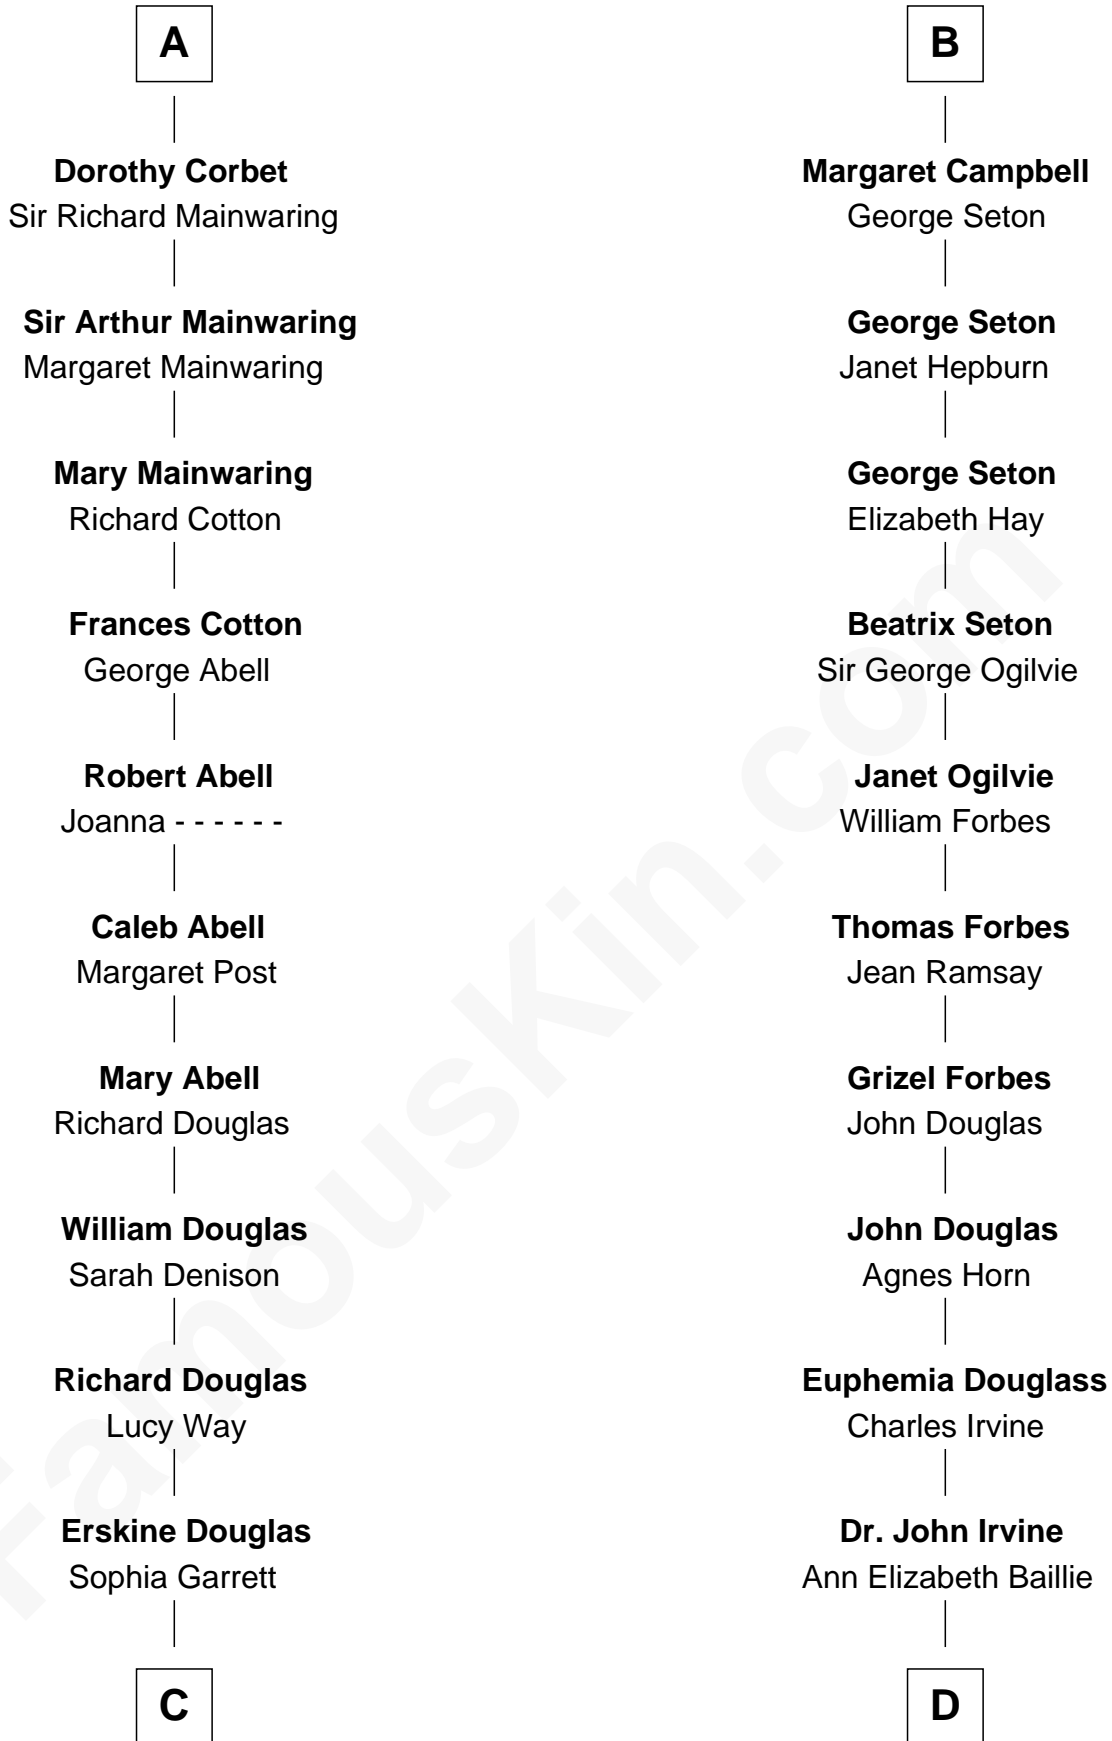 A
Dorothy Corbet
Sir Richard Mainwaring
Sir Arthur Mainwaring
Margaret Mainwaring
Mary Mainwaring
Richard Cotton
Frances Cotton
George Abell
Robert Abell
Joanna - - - - - -
Caleb Abell
Margaret Post
Mary Abell
Richard Douglas
William Douglas
Sarah Denison
Richard Douglas
Lucy Way
Erskine Douglas
Sophia Garrett
C
B
Margaret Campbell
George Seton
George Seton
Janet Hepburn
George Seton
Elizabeth Hay
Beatrix Seton
Sir George Ogilvie
Janet Ogilvie
William Forbes
Thomas Forbes
Jean Ramsay
Grizel Forbes
John Douglas
John Douglas
Agnes Horn
Euphemia Douglass
Charles Irvine
Dr. John Irvine
Ann Elizabeth Baillie
D
FamousKin.com